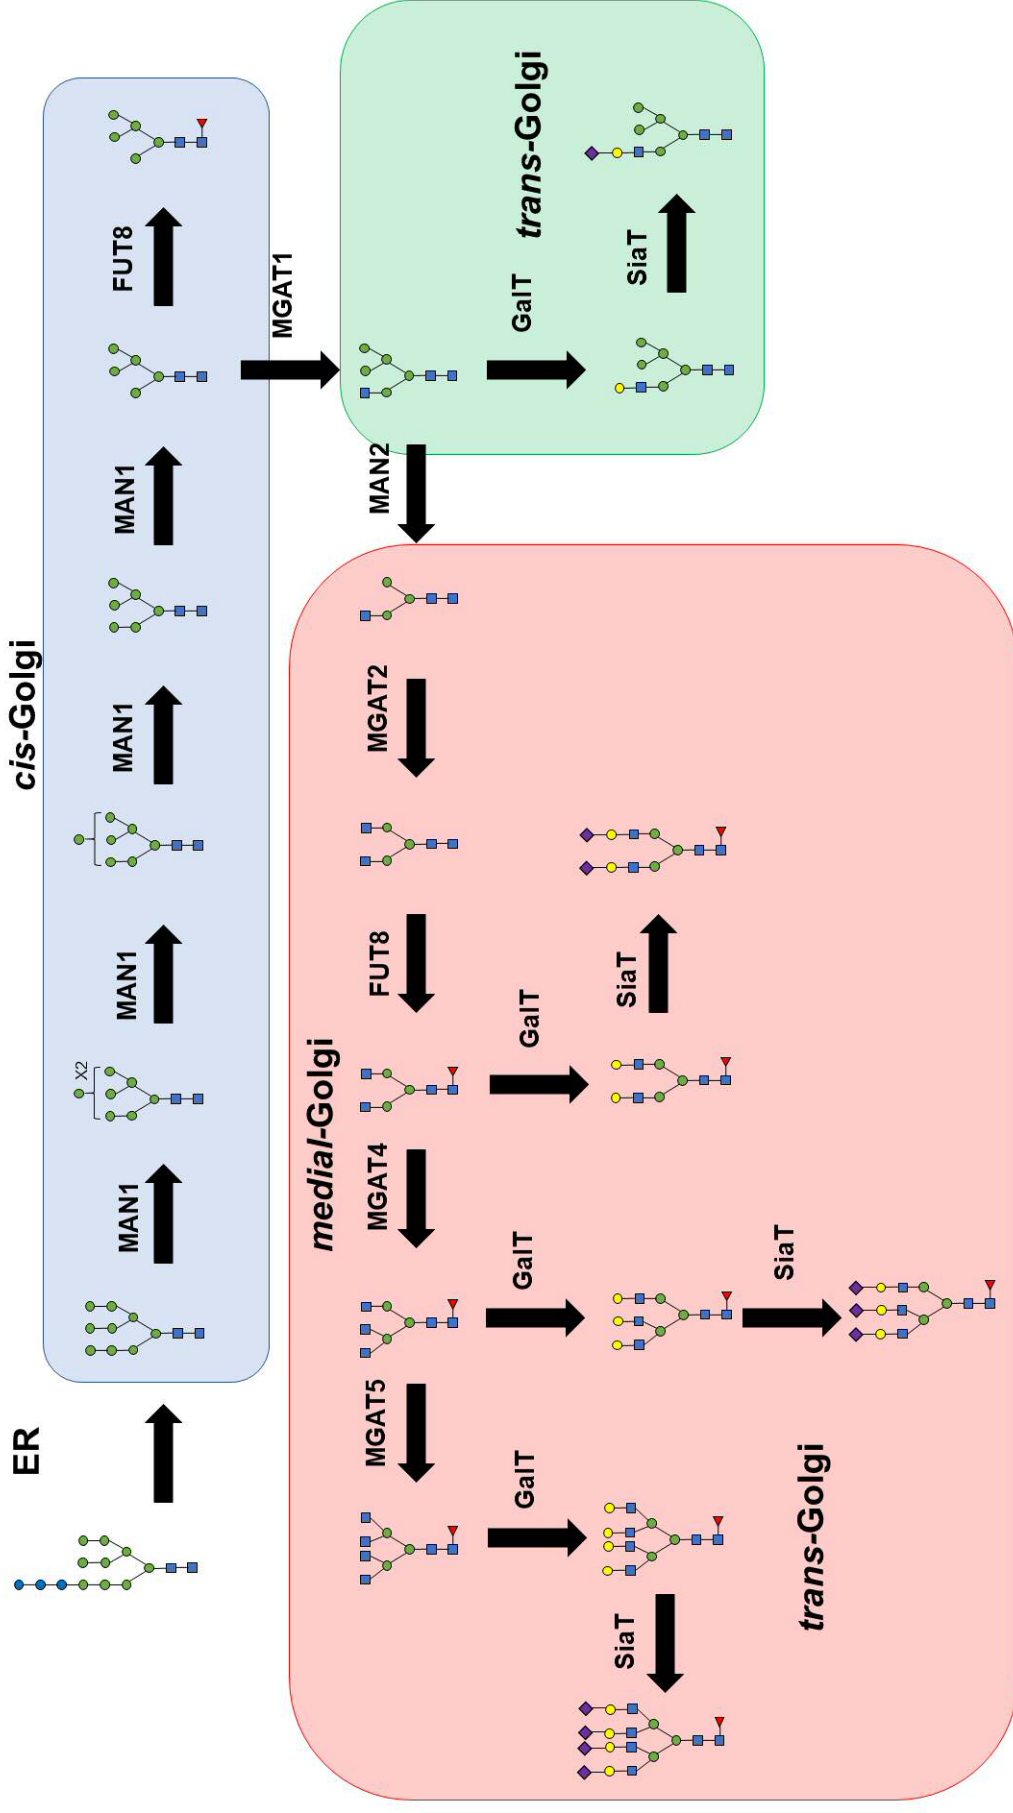 ER
cis-Golgi
MAN1
MAN1
X2
MAN1
MAN1
FUT8
MGAT1
trans-Golgi
GalT
SiaT
MAN2
medial-Golgi
MGAT2
FUT8
MGAT4
MGAT5
GalT
SiaT
GalT
SiaT
GalT
SiaT
trans-Golgi